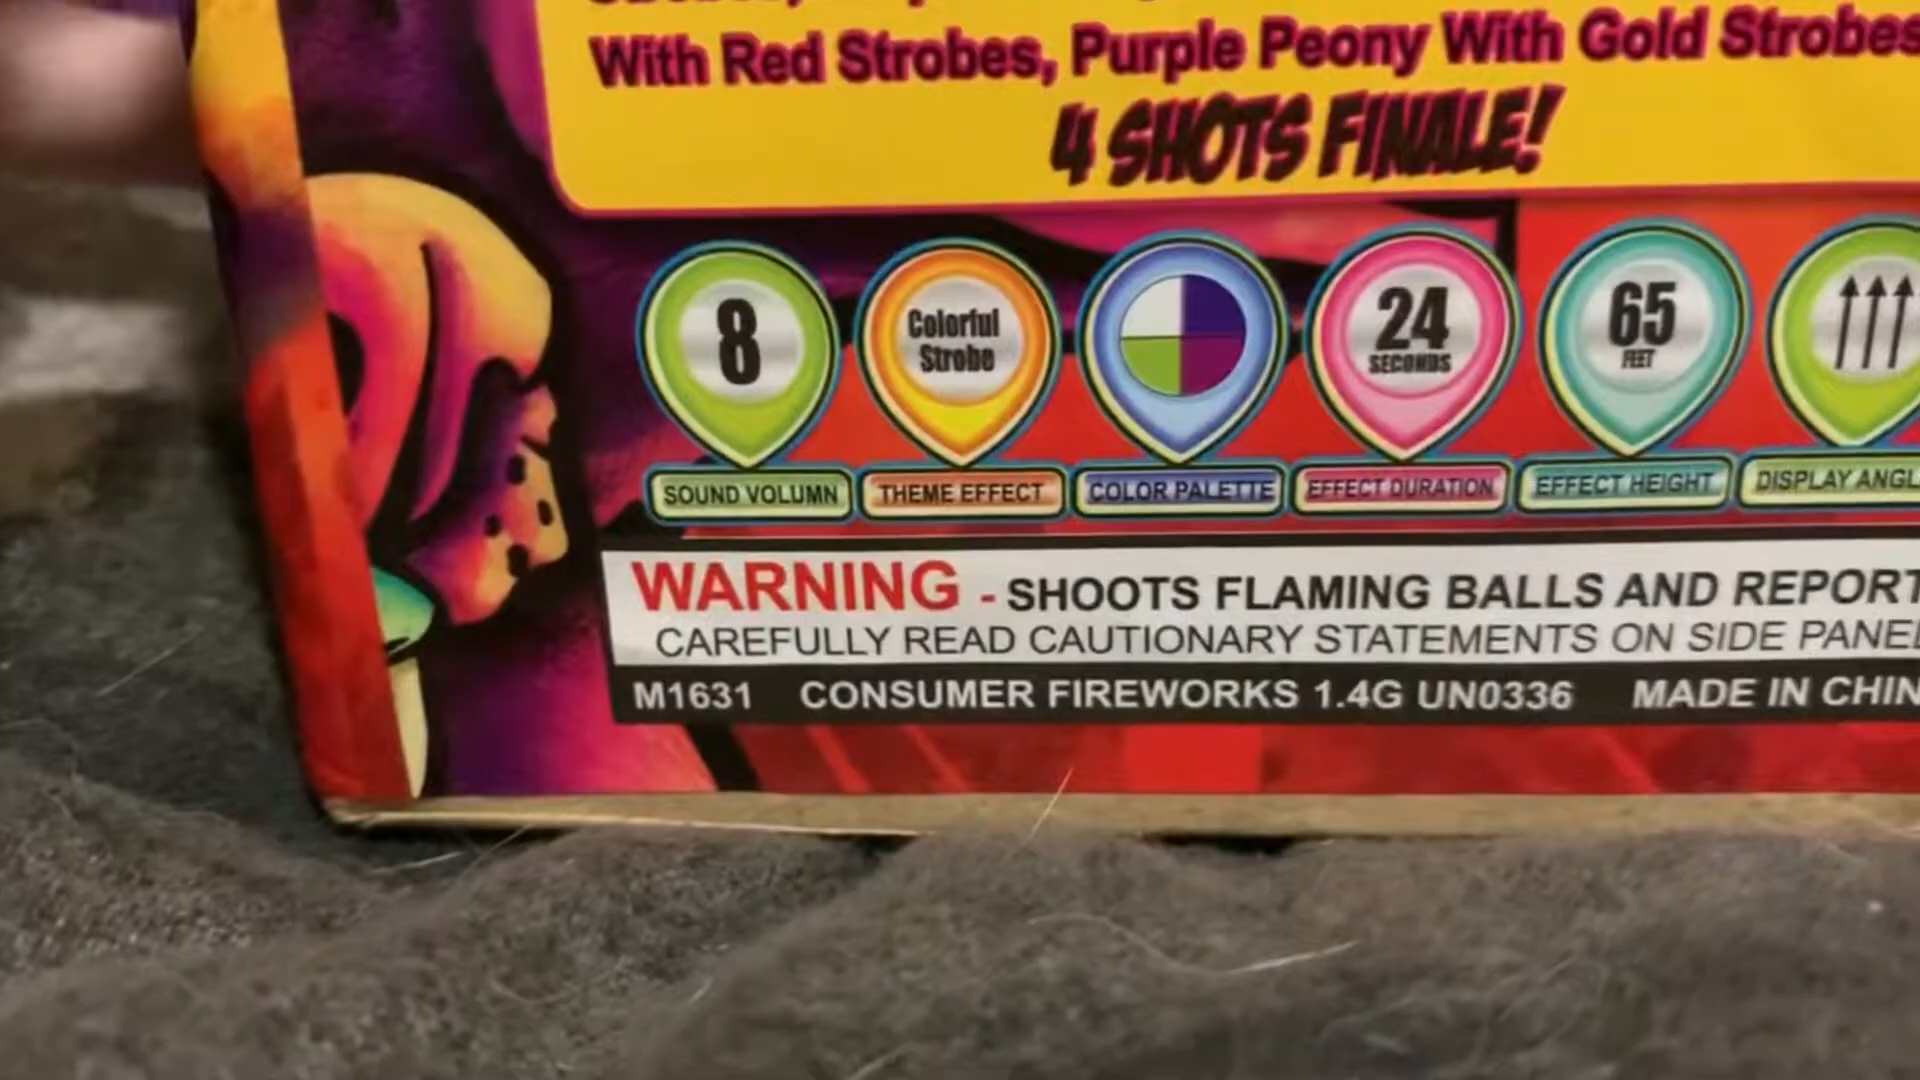 With Red Strobes, Purple Peony With Gold Strobes
4 SHOTS FINALE!
8
Colorful
Strobe
24
SECONDS
65
FEET
SOUND VOLUMN
THEME EFFECT
COLOR PALETTE
EFFECT DURATION
EFFECT HEIGHT
DISPLAY ANGL
WARNING - SHOOTS FLAMING BALLS AND REPORT
CAREFULLY READ CAUTIONARY STATEMENTS ON SIDE PANEL
M1631 CONSUMER FIREWORKS 1.4G UN0336 MADE IN CHIN